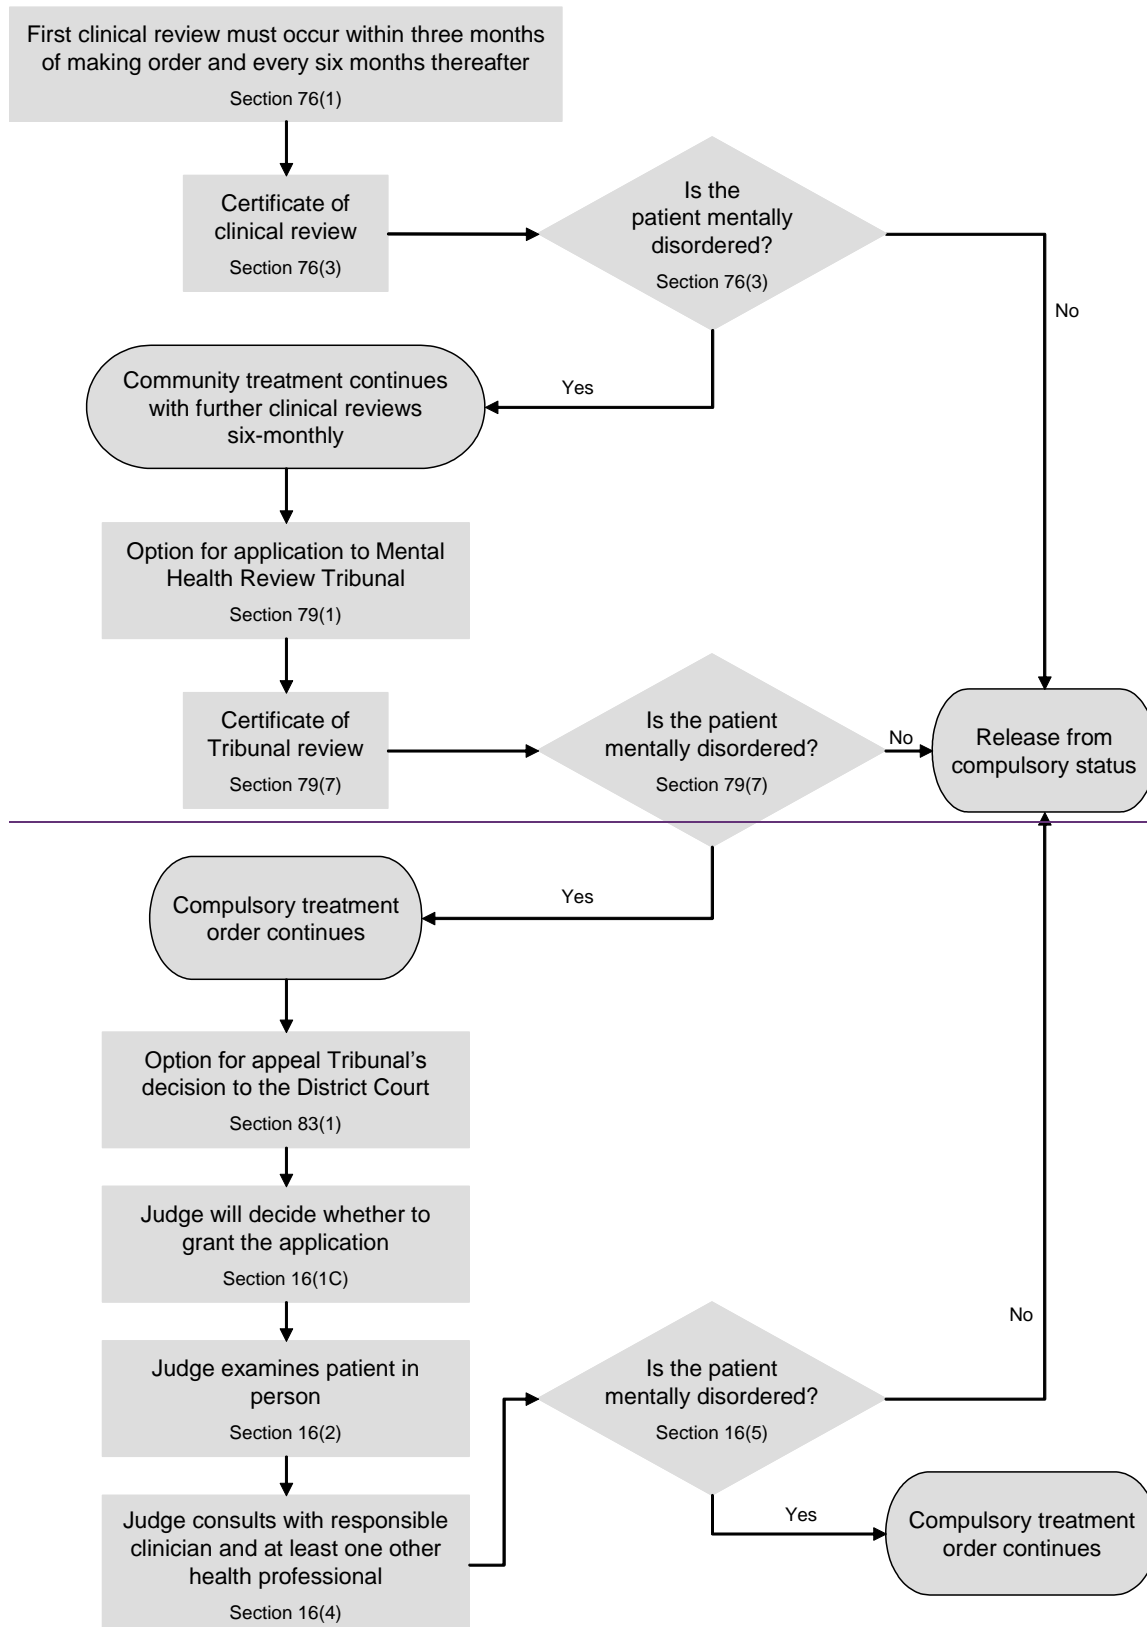 First clinical review must occur within three months
of making order and every six months thereafter
Section 76(1)
Certificate of
clinical review
Section 76(3)
Is the
patient mentally
disordered?
Section 76(3)
No
Yes
Community treatment continues
with further clinical reviews
six-monthly
Option for application to Mental
Health Review Tribunal
Section 79(1)
Certificate of
Tribunal review
Section 79(7)
Is the patient
mentally disordered?
Section 79(7)
No
Release from
compulsory status
Yes
Compulsory treatment
order continues
Option for appeal Tribunal’s
decision to the District Court
Section 83(1)
Judge will decide whether to
grant the application
Section 16(1C)
Judge examines patient in
person
Section 16(2)
Judge consults with responsible
clinician and at least one other
health professional
Section 16(4)
Is the patient
mentally disordered?
Section 16(5)
No
Yes
Compulsory treatment
order continues